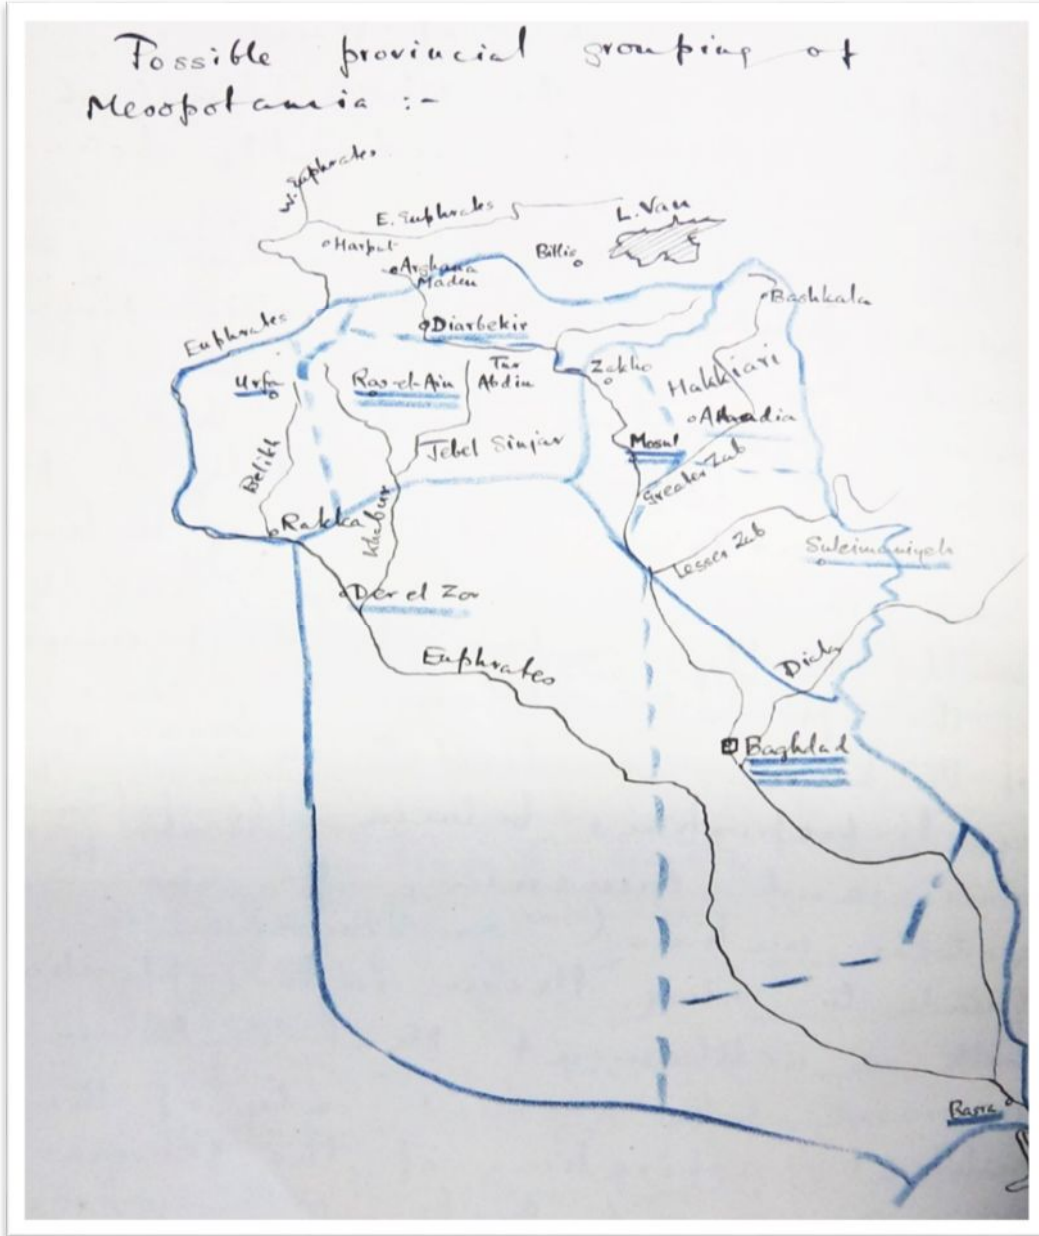 Possible provincial grouping of
Mesopotamia :-
W. Euphrates
E. Euphrates
L. Van
Harput
Bitlis
Arghana
Maden
Bashkala
Euphrates
Diarbekir
Zakho
Tur
Abdin
Urfa
Ras-el-Ain
Hakkiari
Amadia
Mosul
Jebel Sinjar
Belikh
Greater Zab
Rakka
Khabur
Lesser Zab
Suleimaniyeh
Der el Zor
Euphrates
Diala
Baghdad
Basra